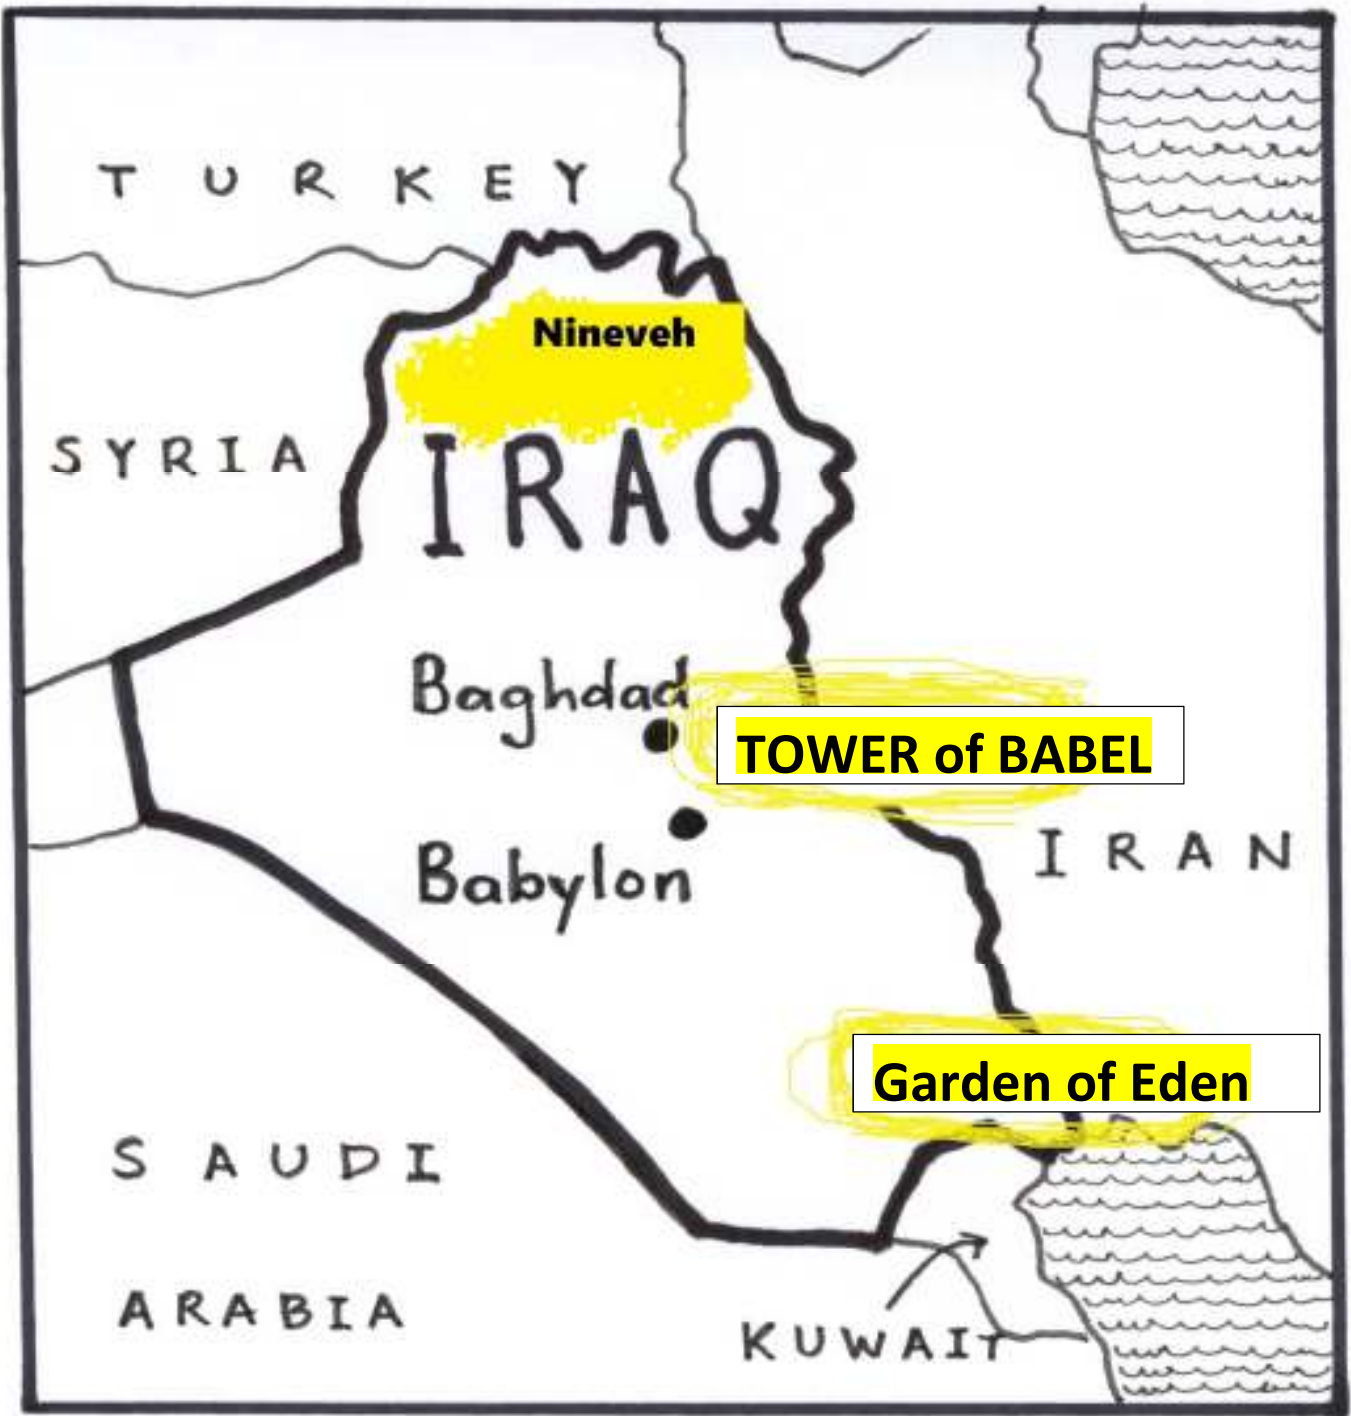 TURKEY
Nineveh
SYRIA
IRAQ
Baghdad
TOWER of BABEL
Babylon
IRAN
Garden of Eden
SAUDI
ARABIA
KUWAIT